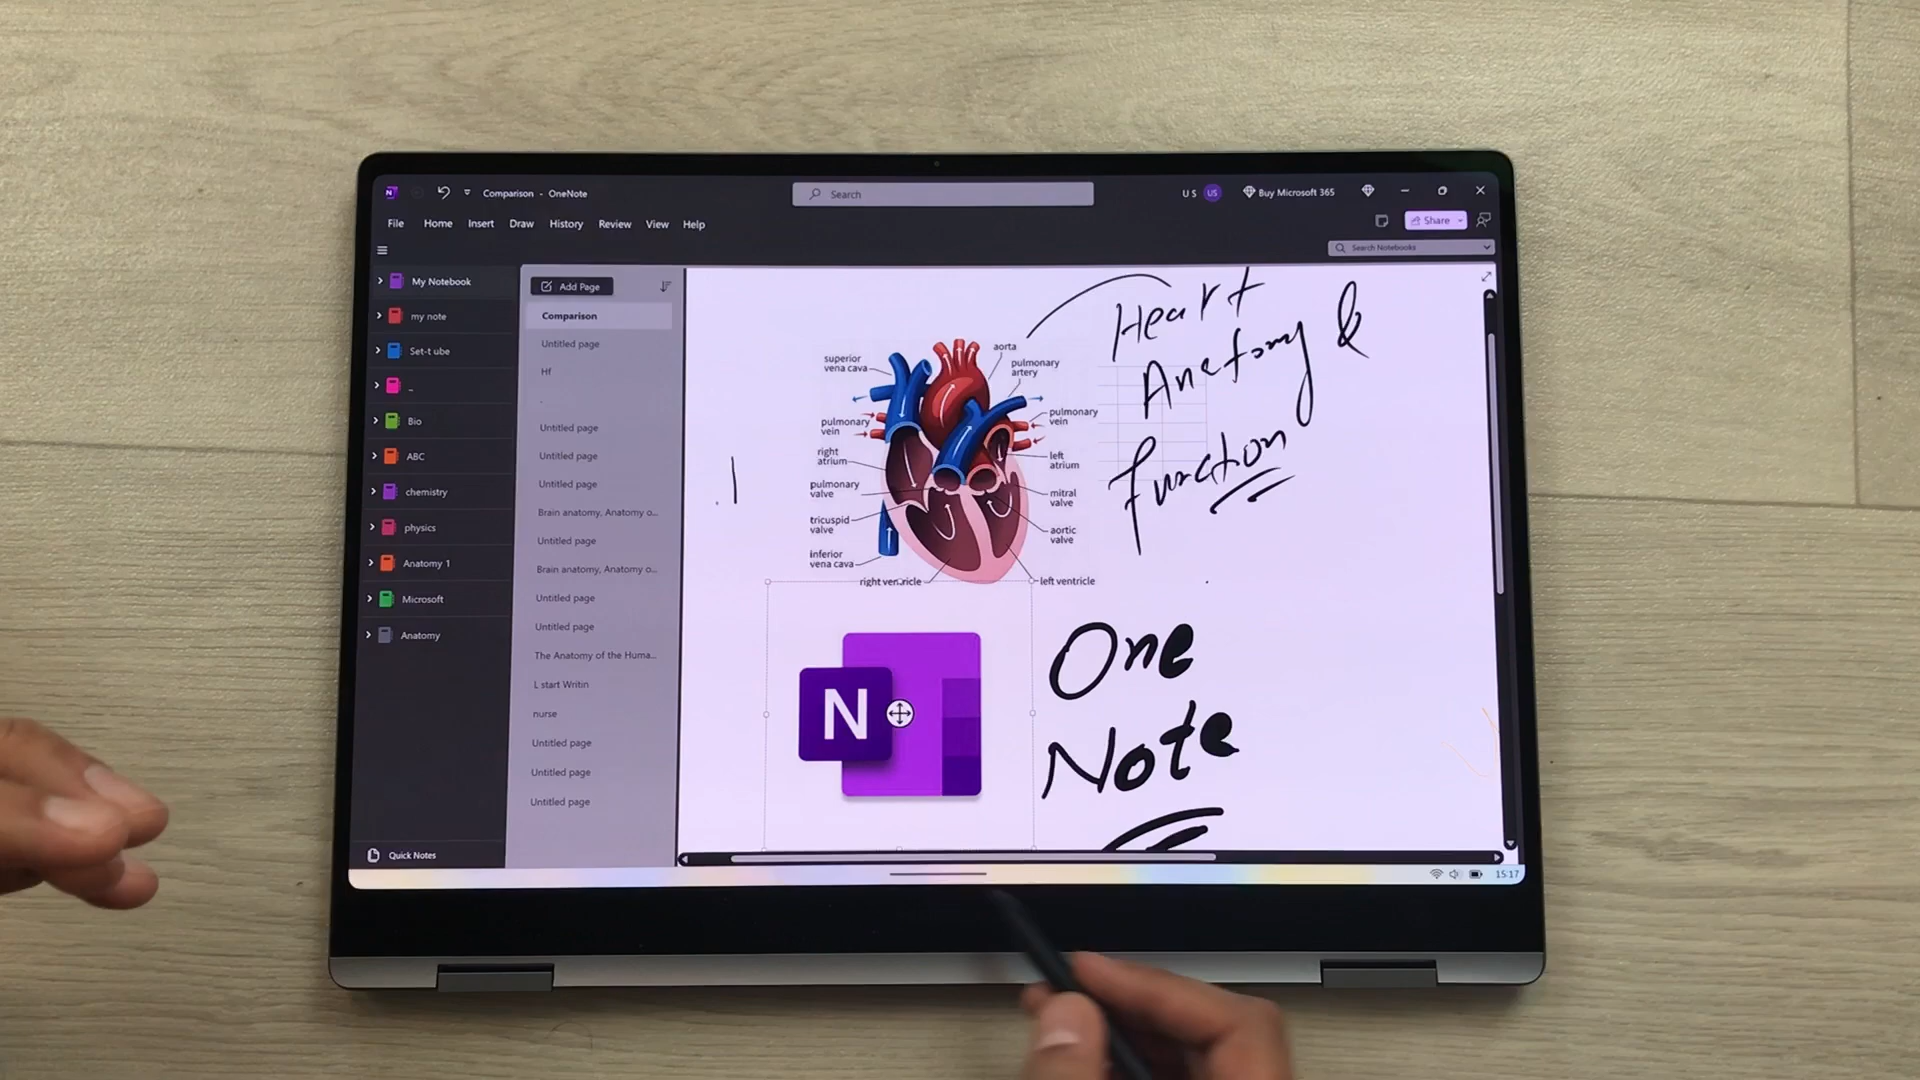 Comparison - OneNote
Search
U S
US
Buy Microsoft 365
File Home Insert Draw History Review View Help
Share
Search Notebooks
My Notebook
my note
Set-t ube
_
Bio
ABC
chemistry
physics
Anatomy 1
Microsoft
Anatomy
Quick Notes
Add Page
Comparison
Untitled page
Hf
.
Untitled page
Untitled page
Untitled page
Brain anatomy, Anatomy o...
Untitled page
Brain anatomy, Anatomy o...
Untitled page
Untitled page
The Anatomy of the Huma...
L start Writin
nurse
Untitled page
Untitled page
Untitled page
superior
vena cava
pulmonary
vein
right
atrium
pulmonary
valve
tricuspid
valve
inferior
vena cava
right ventricle
aorta
pulmonary
artery
pulmonary
vein
left
atrium
mitral
valve
aortic
valve
left ventricle
Heart
Anatomy &
function
N
One
Note
15:17